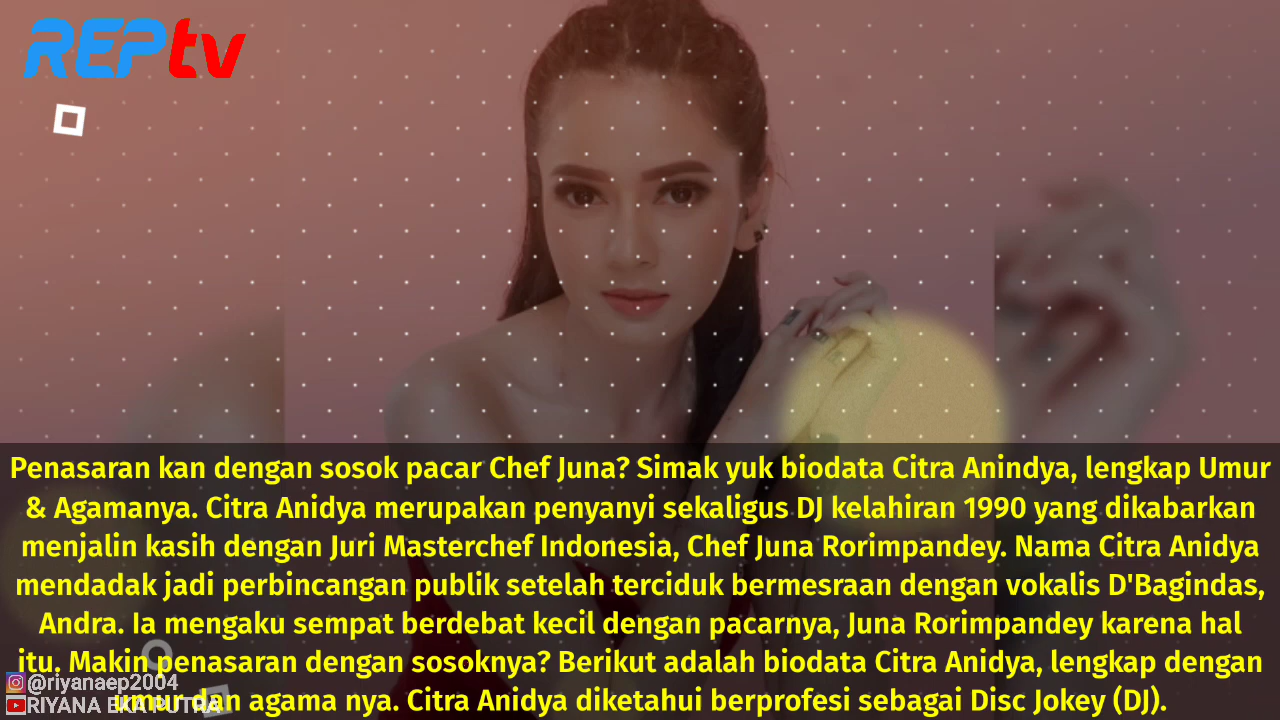 REPtv
Penasaran kan dengan sosok pacar Chef Juna? Simak yuk biodata Citra Anindya, lengkap Umur
& Agamanya. Citra Anidya merupakan penyanyi sekaligus DJ kelahiran 1990 yang dikabarkan
menjalin kasih dengan Juri Masterchef Indonesia, Chef Juna Rorimpandey. Nama Citra Anidya
mendadak jadi perbincangan publik setelah terciduk bermesraan dengan vokalis D'Bagindas,
Andra. Ia mengaku sempat berdebat kecil dengan pacarnya, Juna Rorimpandey karena hal
itu. Makin penasaran dengan sosoknya? Berikut adalah biodata Citra Anidya, lengkap dengan
umur dan agama nya. Citra Anidya diketahui berprofesi sebagai Disc Jokey (DJ).
@riyanaep2004
RIYANA EKA PUTRA